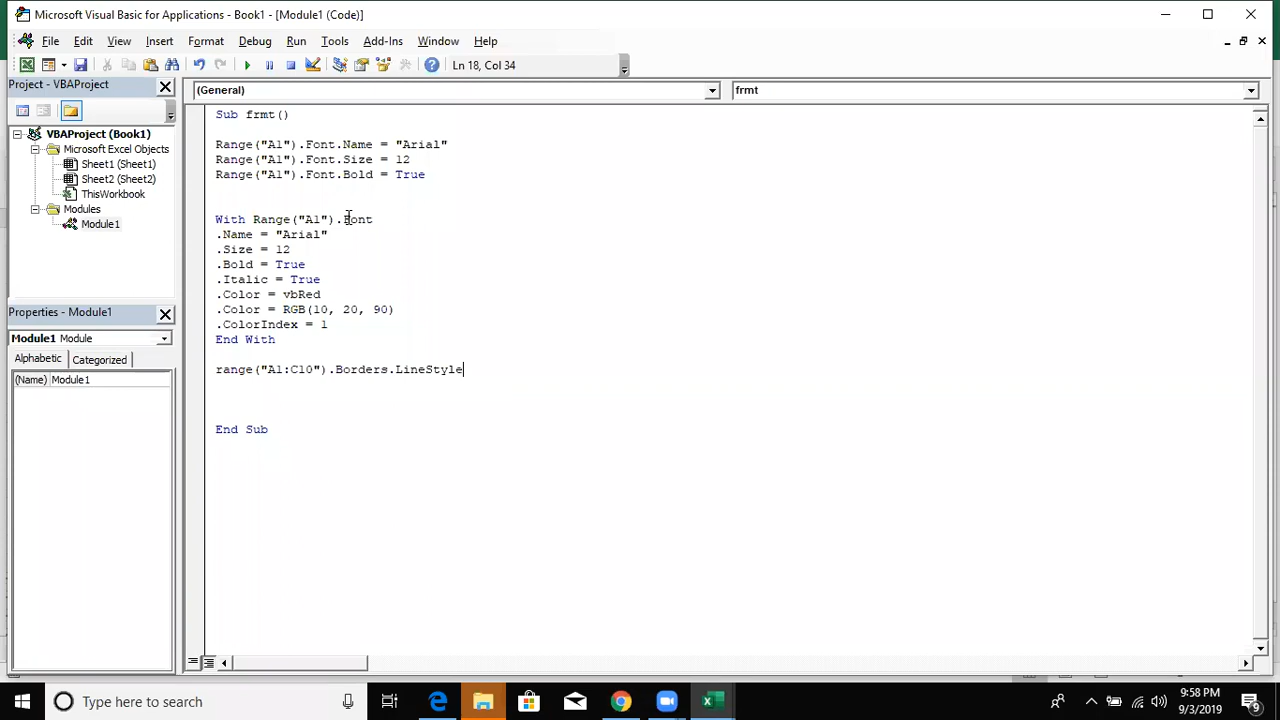 Microsoft Visual Basic for Applications - Book1 - [Module1 (Code)]
File Edit View Insert Format Debug Run Tools Add-Ins Window Help
Ln 18, Col 34
Project - VBAProject
(General) frmt
VBAProject (Book1)
Microsoft Excel Objects
Sheet1 (Sheet1)
Sheet2 (Sheet2)
ThisWorkbook
Modules
Module1
Properties - Module1
Module1 Module
Alphabetic Categorized
(Name) Module1
Sub frmt()
Range("A1").Font.Name = "Arial"
Range("A1").Font.Size = 12
Range("A1").Font.Bold = True
With Range("A1").Font
.Name = "Arial"
.Size = 12
.Bold = True
.Italic = True
.Color = vbRed
.Color = RGB(10, 20, 90)
.ColorIndex = 1
End With
range("A1:C10").Borders.LineStyle
End Sub
Type here to search
9:58 PM
9/3/2019
9